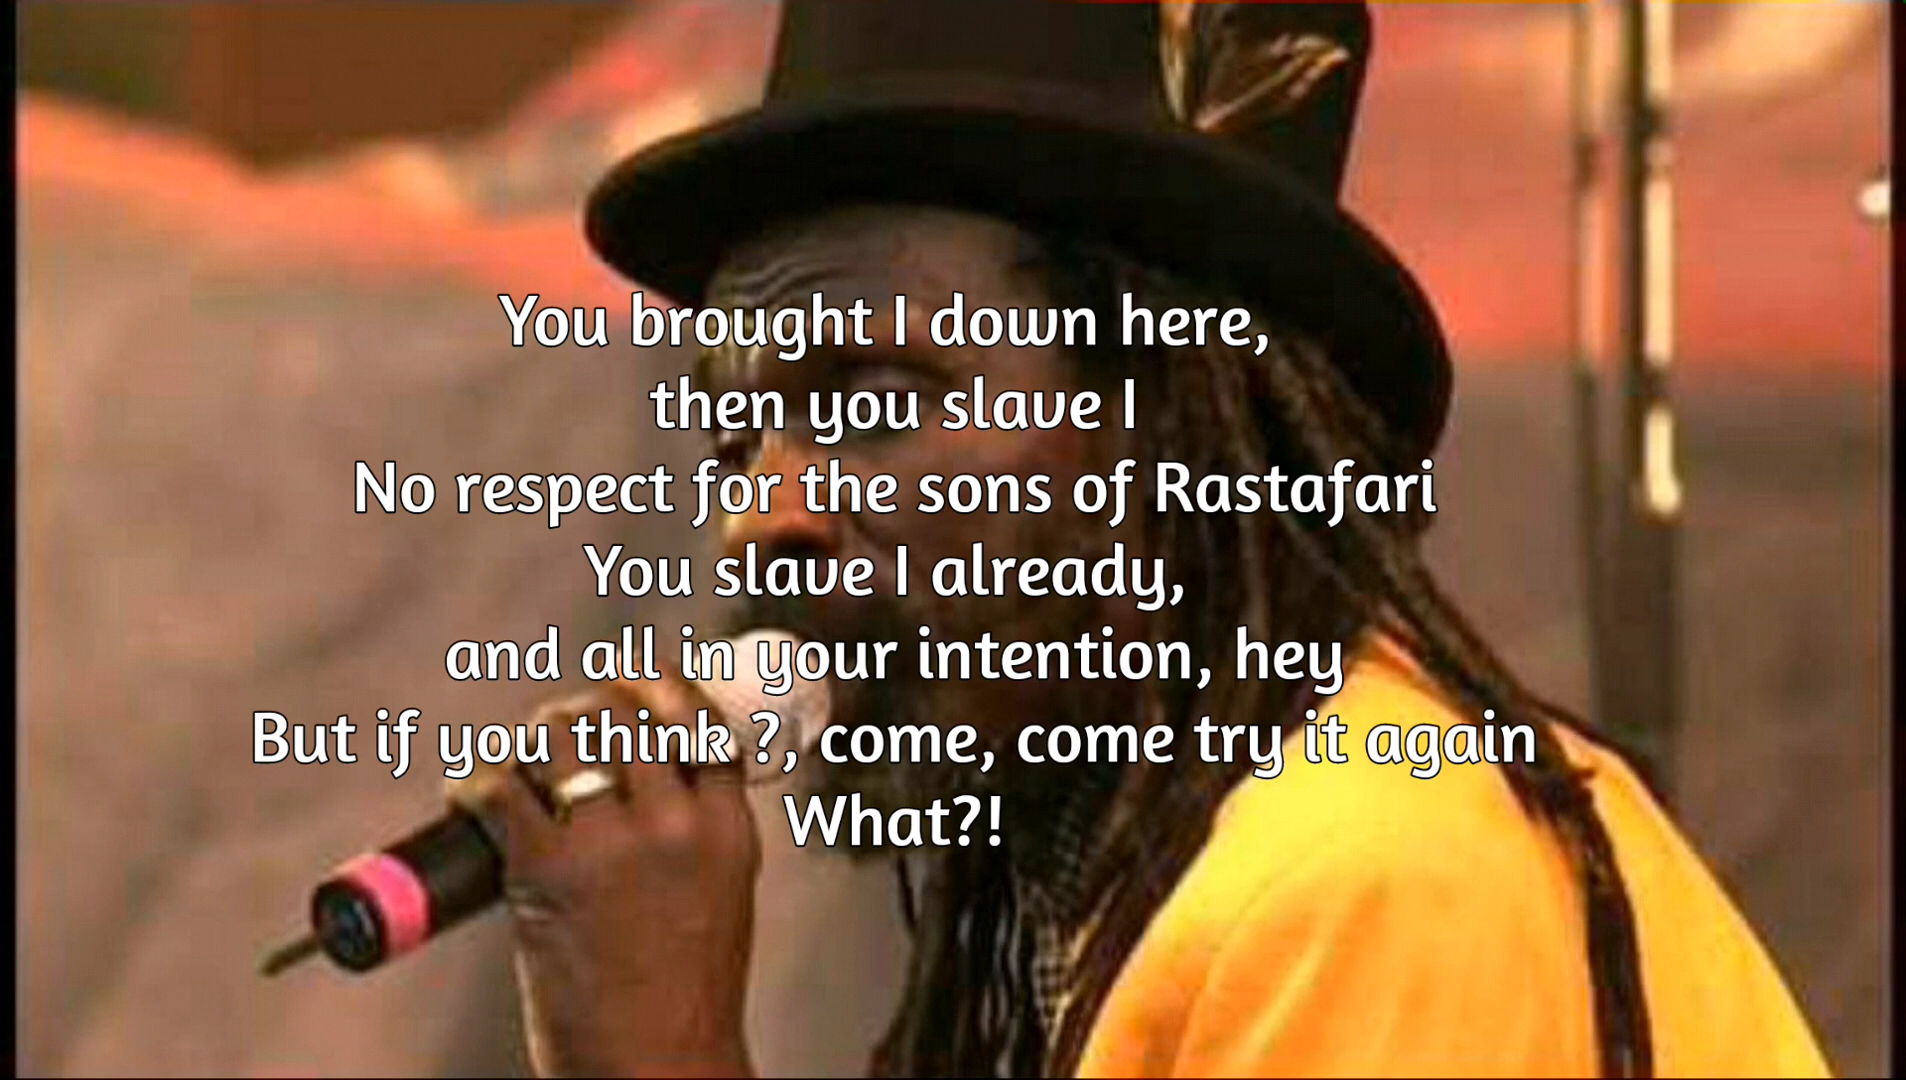 You brought I down here,
then you slave I
No respect for the sons of Rastafari
You slave I already,
and all in your intention, hey
But if you think ?, come, come try it again
What?!